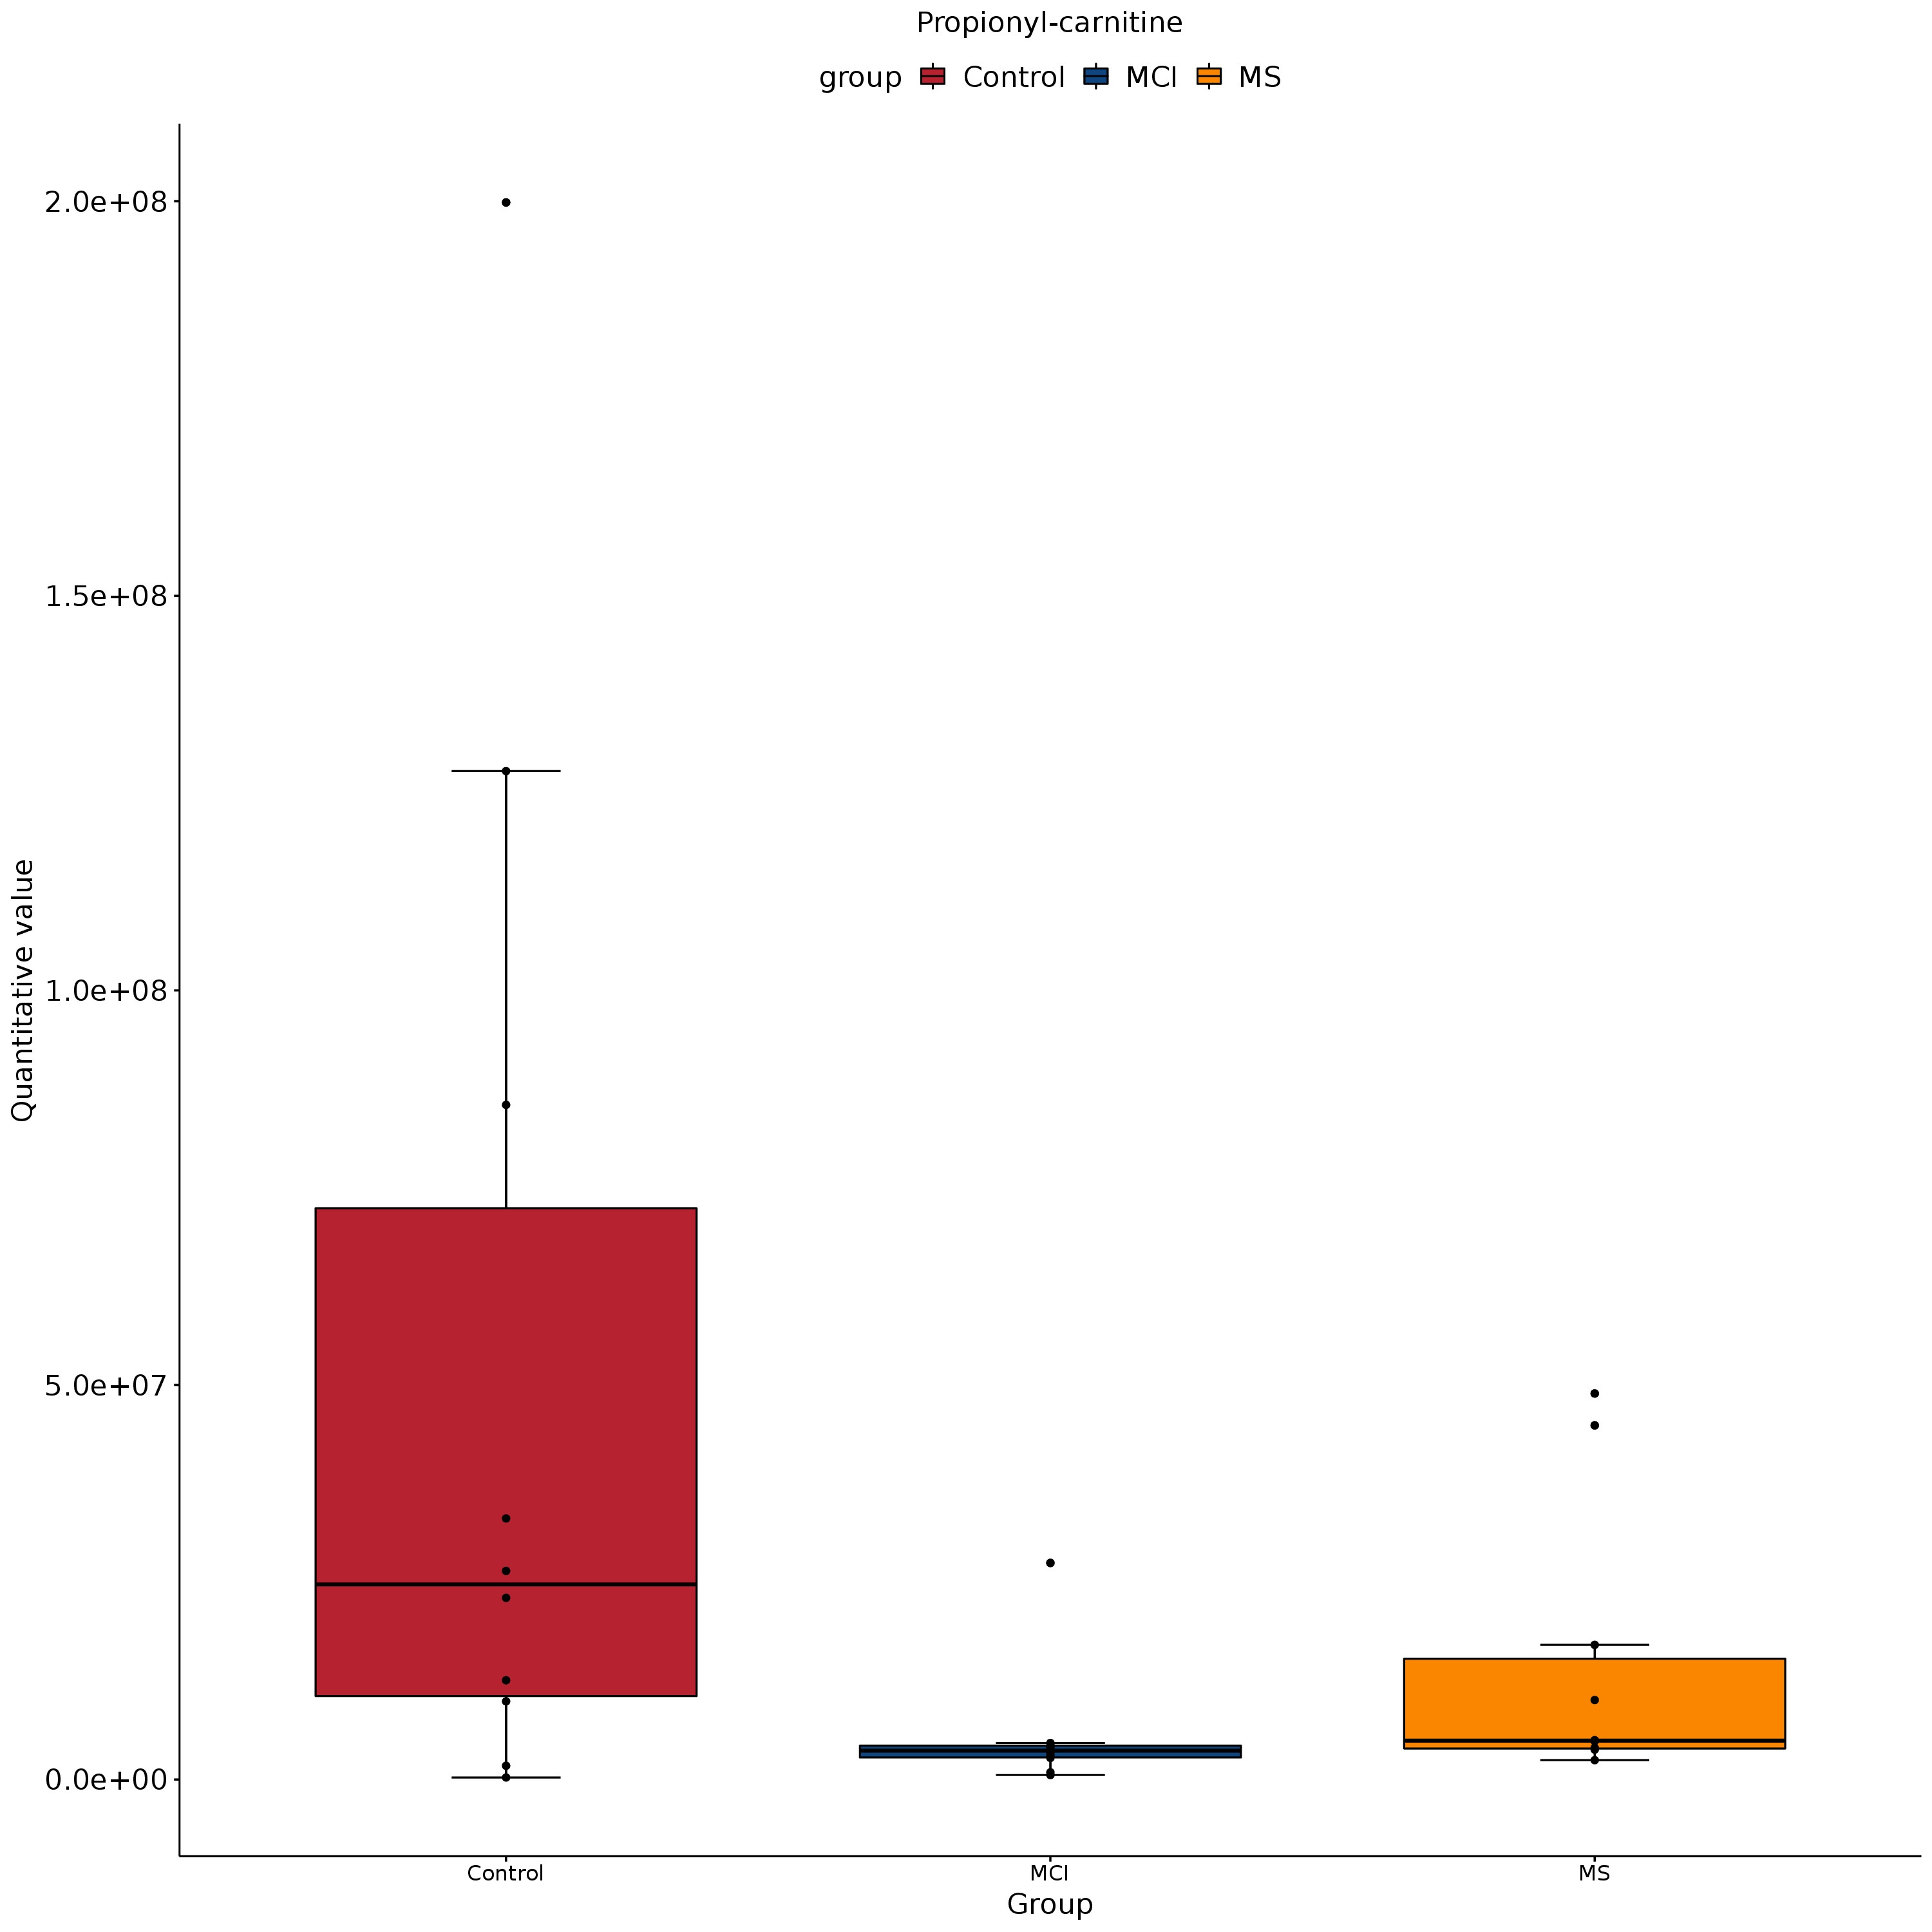 Propionyl-carnitine
group Control MCI MS
Quantitative value
2.0e+08
1.5e+08
1.0e+08
5.0e+07
0.0e+00
Control MCI MS
Group